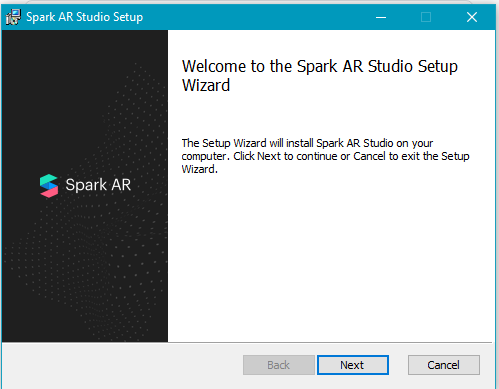 Spark AR Studio Setup
Welcome to the Spark AR Studio Setup
Wizard
The Setup Wizard will install Spark AR Studio on your
computer. Click Next to continue or Cancel to exit the Setup
Wizard.
Spark AR
Back Next Cancel